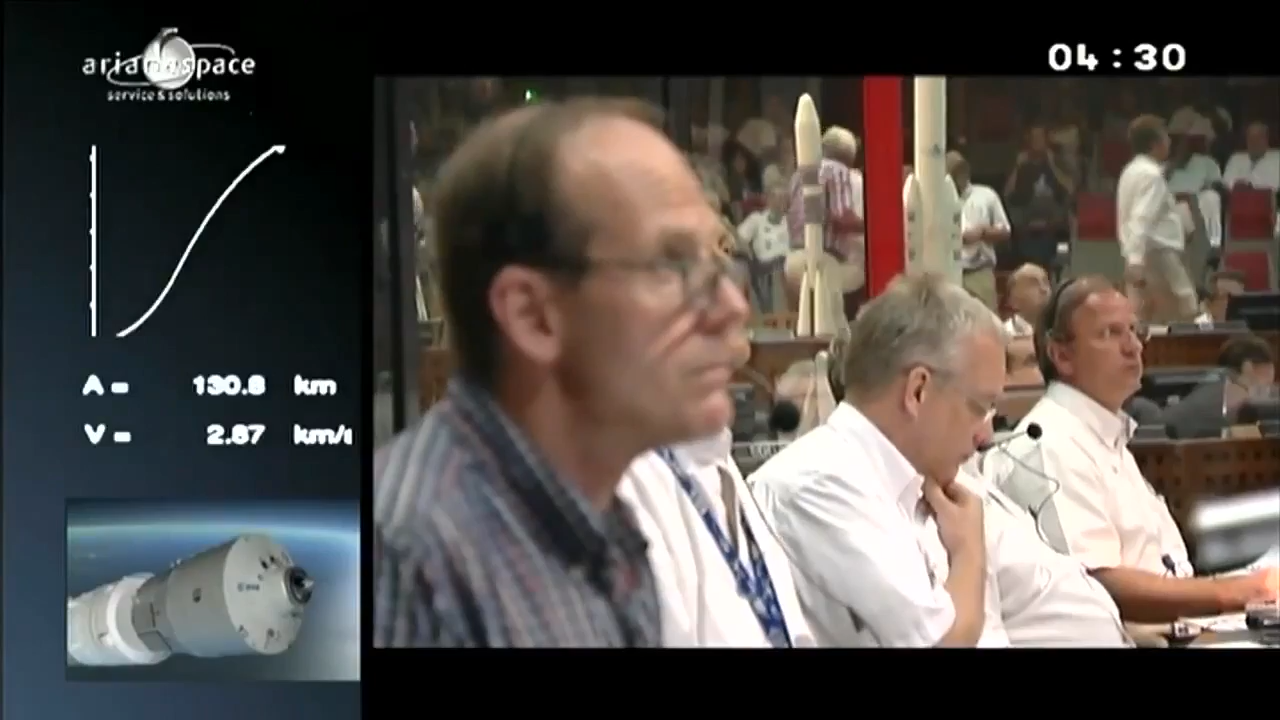 arianespace
service & solutions
04 : 30
A = 130.8 km
V = 2.87 km/s